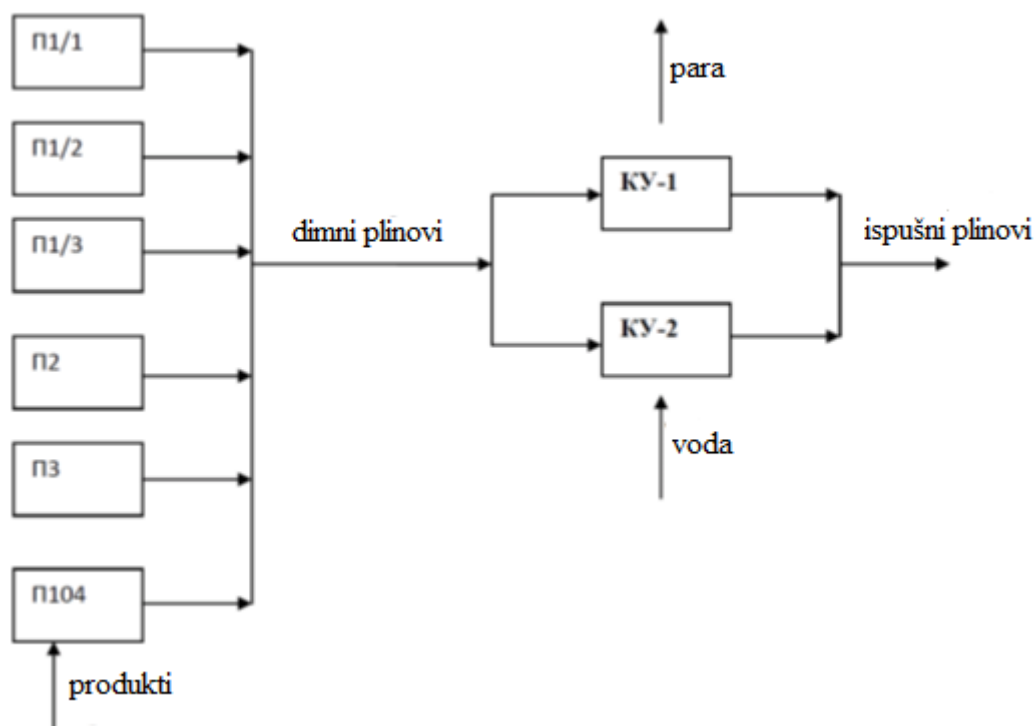 П1/1
П1/2
П1/3
П2
П3
П104
produkti
dimni plinovi
para
КУ-1
КУ-2
voda
ispušni plinovi